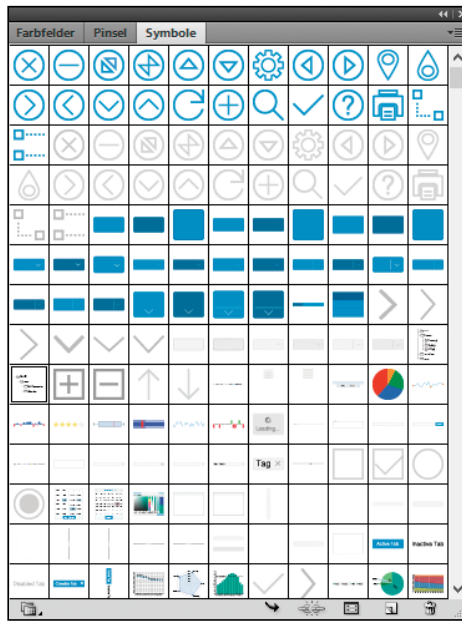 Farbfelder Pinsel Symbole
Loading...
Tag ×
Active Tab Inactive Tab
Disabled Tab Create Tab